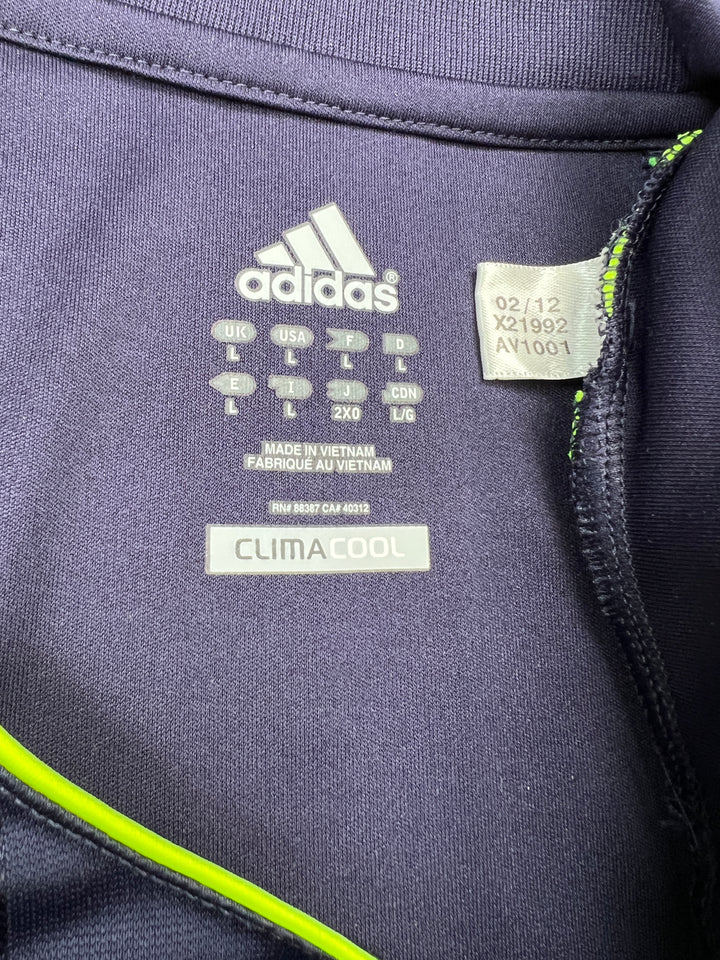 adidas®
UK USA F D
L L L L
E I J CDN
L L 2XO L/G
MADE IN VIETNAM
FABRIQUÉ AU VIETNAM
RN# 88387 CA# 40312
CLIMACOOL
02/12
X21992
AV1001